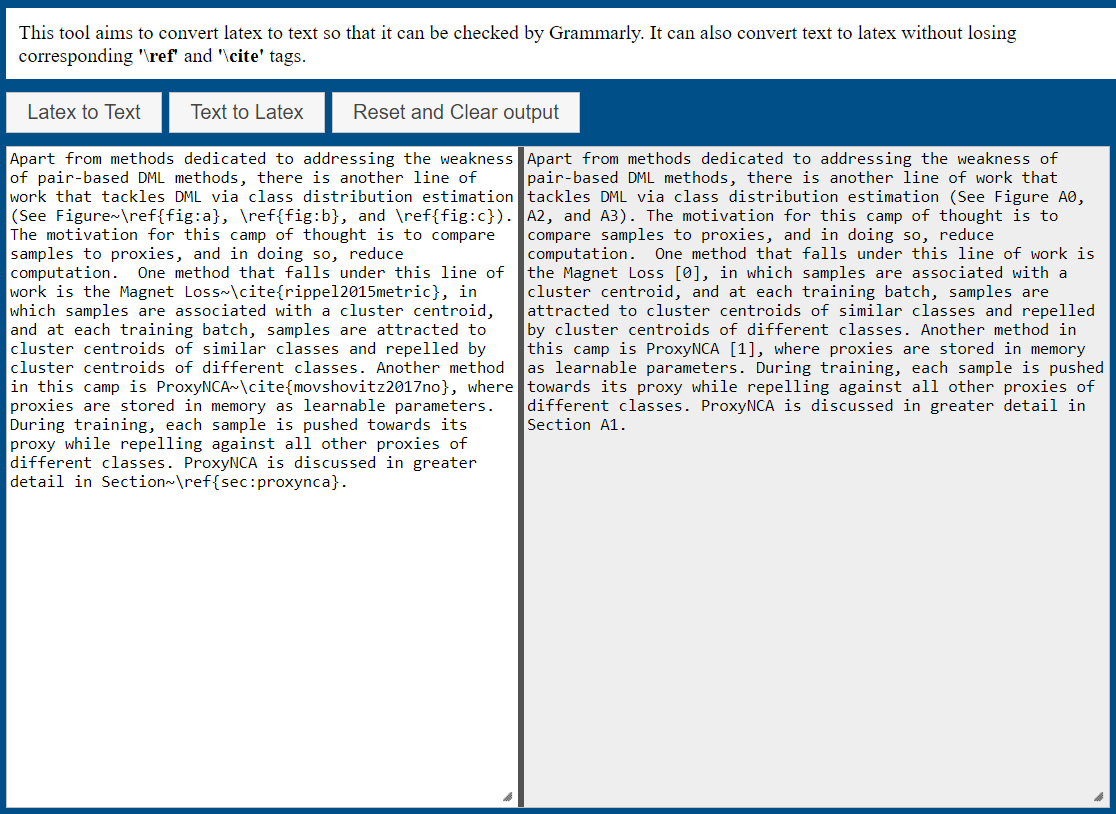 This tool aims to convert latex to text so that it can be checked by Grammarly. It can also convert text to latex without losing
corresponding '\ref' and '\cite' tags.
Latex to Text
Text to Latex
Reset and Clear output
Apart from methods dedicated to addressing the weakness
of pair-based DML methods, there is another line of
work that tackles DML via class distribution estimation
(See Figure~\ref{fig:a}, \ref{fig:b}, and \ref{fig:c}).
The motivation for this camp of thought is to compare
samples to proxies, and in doing so, reduce
computation.  One method that falls under this line of
work is the Magnet Loss~\cite{rippel2015metric}, in
which samples are associated with a cluster centroid,
and at each training batch, samples are attracted to
cluster centroids of similar classes and repelled by
cluster centroids of different classes. Another method
in this camp is ProxyNCA~\cite{movshovitz2017no}, where
proxies are stored in memory as learnable parameters.
During training, each sample is pushed towards its
proxy while repelling against all other proxies of
different classes. ProxyNCA is discussed in greater
detail in Section~\ref{sec:proxynca}.
Apart from methods dedicated to addressing the weakness of
pair-based DML methods, there is another line of work that
tackles DML via class distribution estimation (See Figure A0,
A2, and A3). The motivation for this camp of thought is to
compare samples to proxies, and in doing so, reduce
computation.  One method that falls under this line of work is
the Magnet Loss [0], in which samples are associated with a
cluster centroid, and at each training batch, samples are
attracted to cluster centroids of similar classes and repelled
by cluster centroids of different classes. Another method in
this camp is ProxyNCA [1], where proxies are stored in memory
as learnable parameters. During training, each sample is pushed
towards its proxy while repelling against all other proxies of
different classes. ProxyNCA is discussed in greater detail in
Section A1.